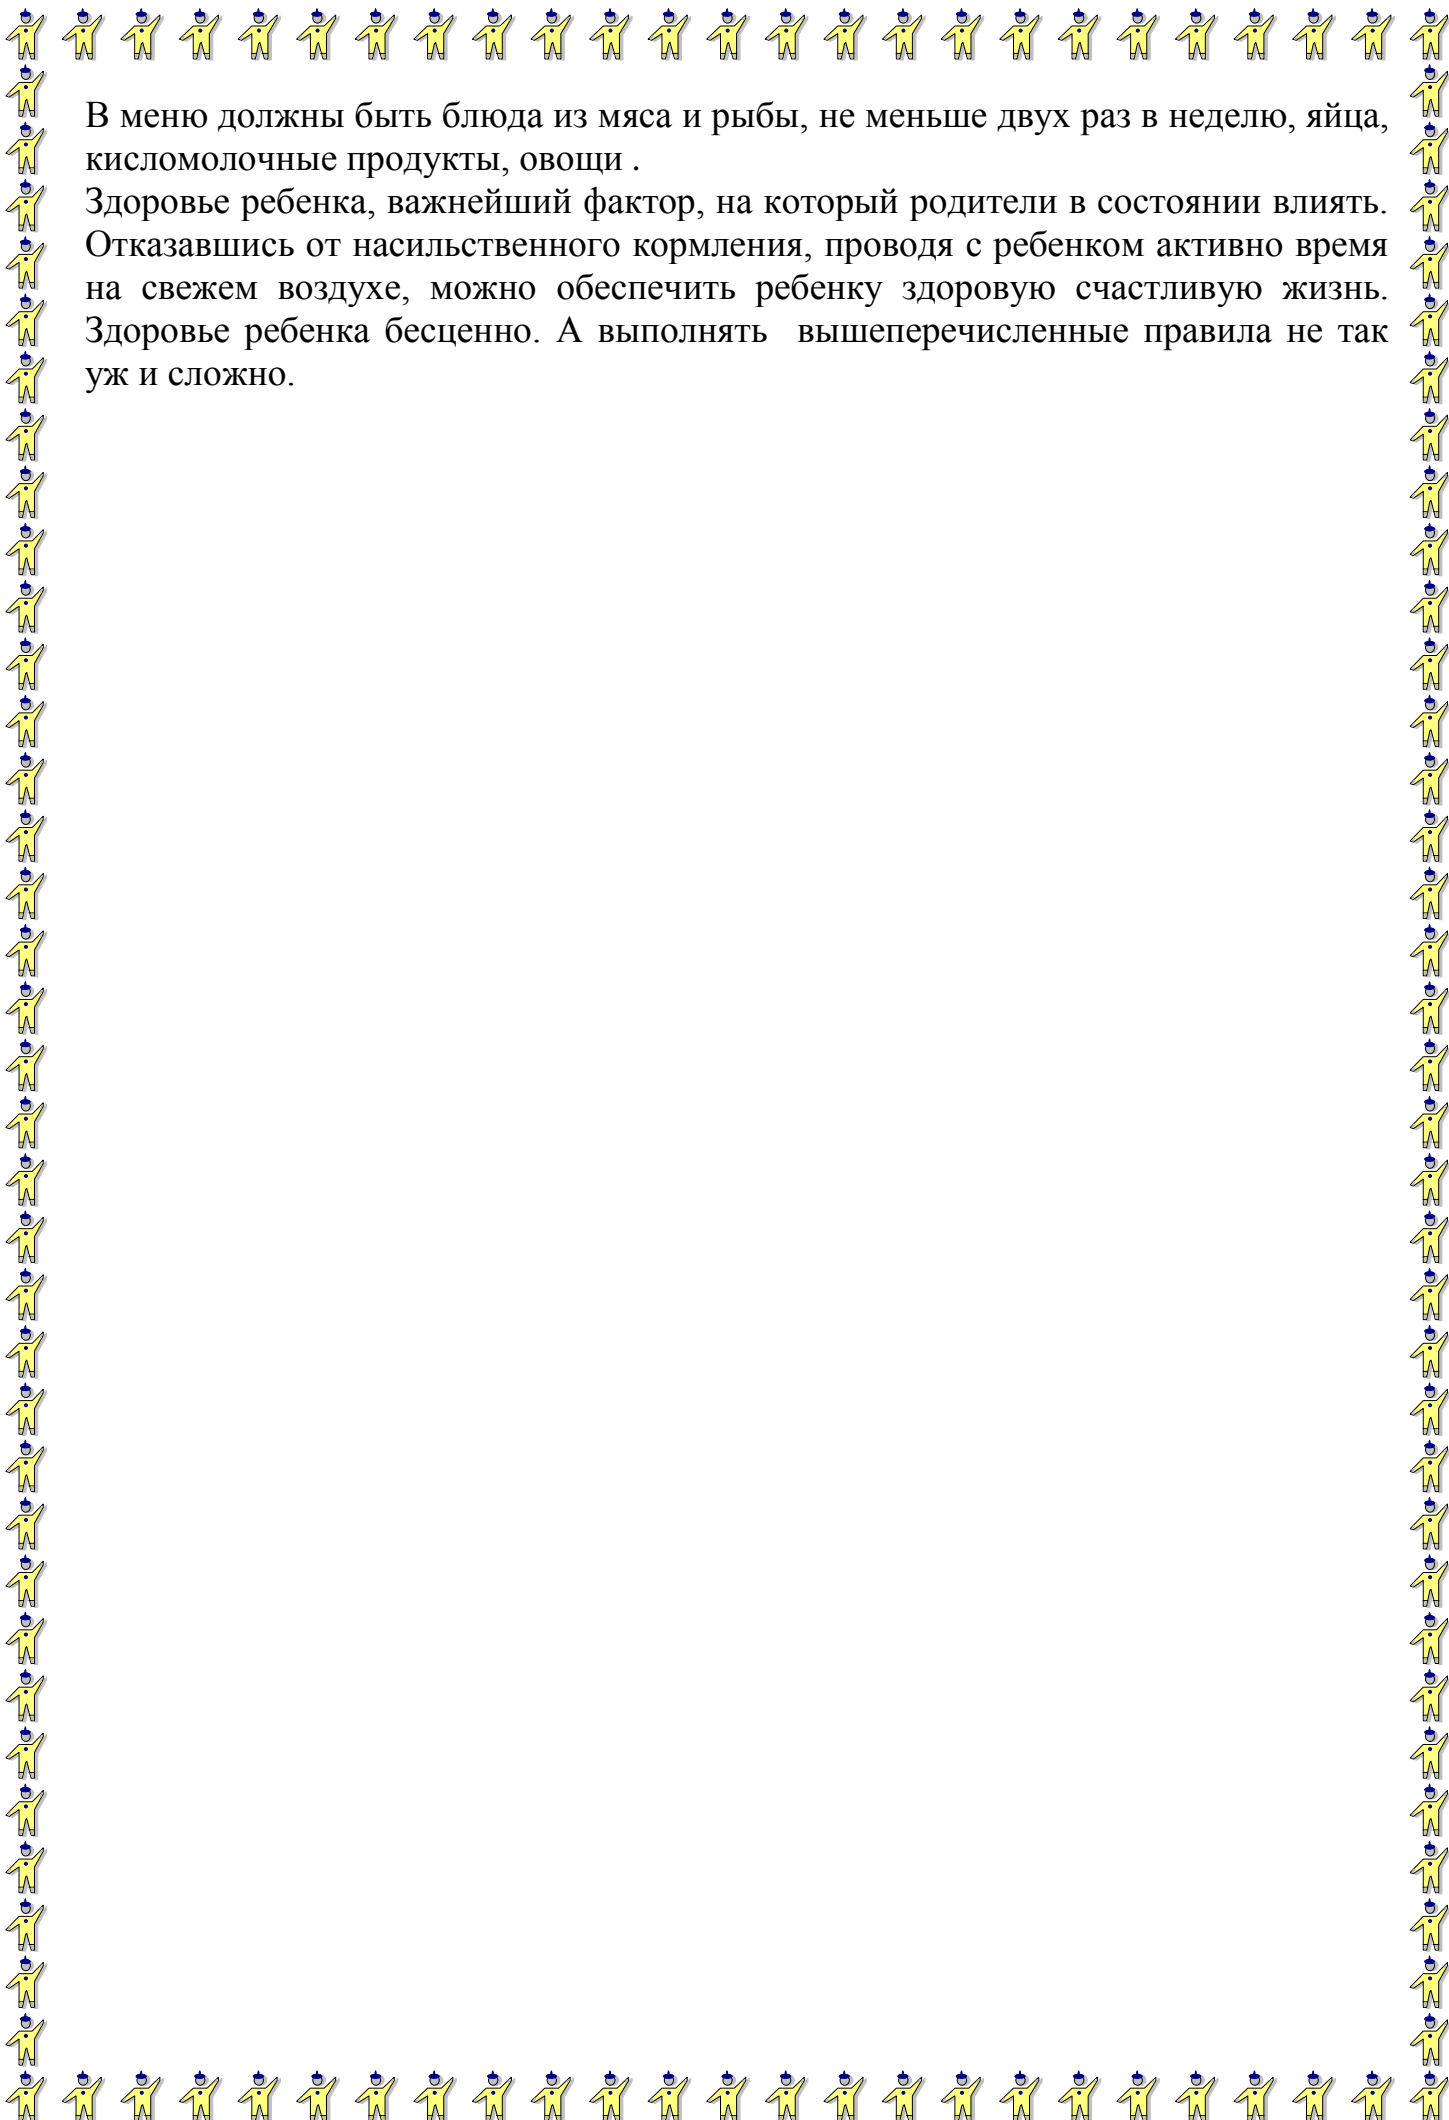 В меню должны быть блюда из мяса и рыбы, не меньше двух раз в неделю, яйца,
кисломолочные продукты, овощи .
Здоровье ребенка, важнейший фактор, на который родители в состоянии влиять.
Отказавшись от насильственного кормления, проводя с ребенком активно время
на свежем воздухе, можно обеспечить ребенку здоровую счастливую жизнь.
Здоровье ребенка бесценно. А выполнять  вышеперечисленные правила не так
уж и сложно.